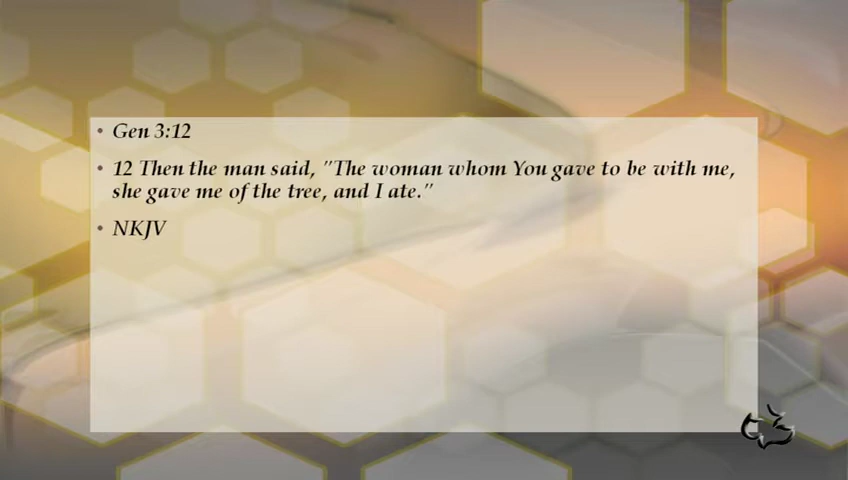 • Gen 3:12
• 12 Then the man said, "The woman whom You gave to be with me,
she gave me of the tree, and I ate."
• NKJV